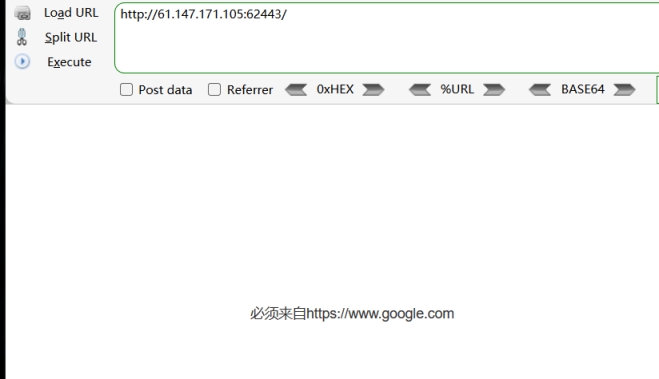 Load URL
http://61.147.171.105:62443/
Split URL
Execute
Post data
Referrer
0xHEX
%URL
BASE64
必须来自https://www.google.com